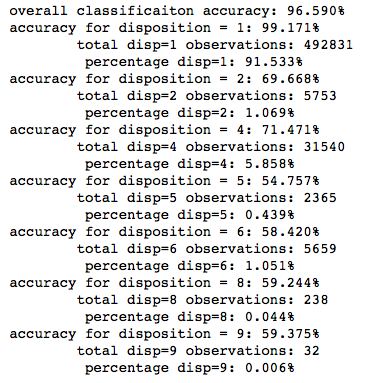 overall classificaiton accuracy: 96.590%
accuracy for disposition = 1: 99.171%
total disp=1 observations: 492831
percentage disp=1: 91.533%
accuracy for disposition = 2: 69.668%
total disp=2 observations: 5753
percentage disp=2: 1.069%
accuracy for disposition = 4: 71.471%
total disp=4 observations: 31540
percentage disp=4: 5.858%
accuracy for disposition = 5: 54.757%
total disp=5 observations: 2365
percentage disp=5: 0.439%
accuracy for disposition = 6: 58.420%
total disp=6 observations: 5659
percentage disp=6: 1.051%
accuracy for disposition = 8: 59.244%
total disp=8 observations: 238
percentage disp=8: 0.044%
accuracy for disposition = 9: 59.375%
total disp=9 observations: 32
percentage disp=9: 0.006%